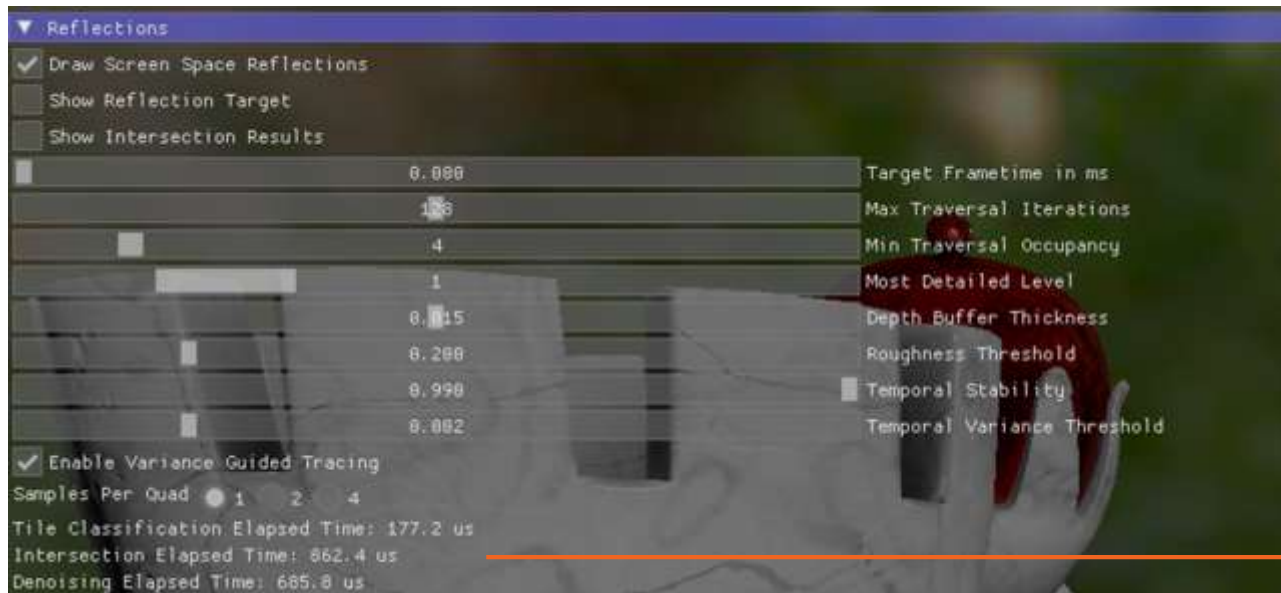 ▼ Reflections
Draw Screen Space Reflections
Show Reflection Target
Show Intersection Results
0.000 Target Frametime in ms
128 Max Traversal Iterations
4 Min Traversal Occupancy
1 Most Detailed Level
0.015 Depth Buffer Thickness
0.200 Roughness Threshold
0.990 Temporal Stability
0.002 Temporal Variance Threshold
Enable Variance Guided Tracing
Samples Per Quad 1 2 4
Tile Classification Elapsed Time: 177.2 us
Intersection Elapsed Time: 862.4 us
Denoising Elapsed Time: 685.8 us